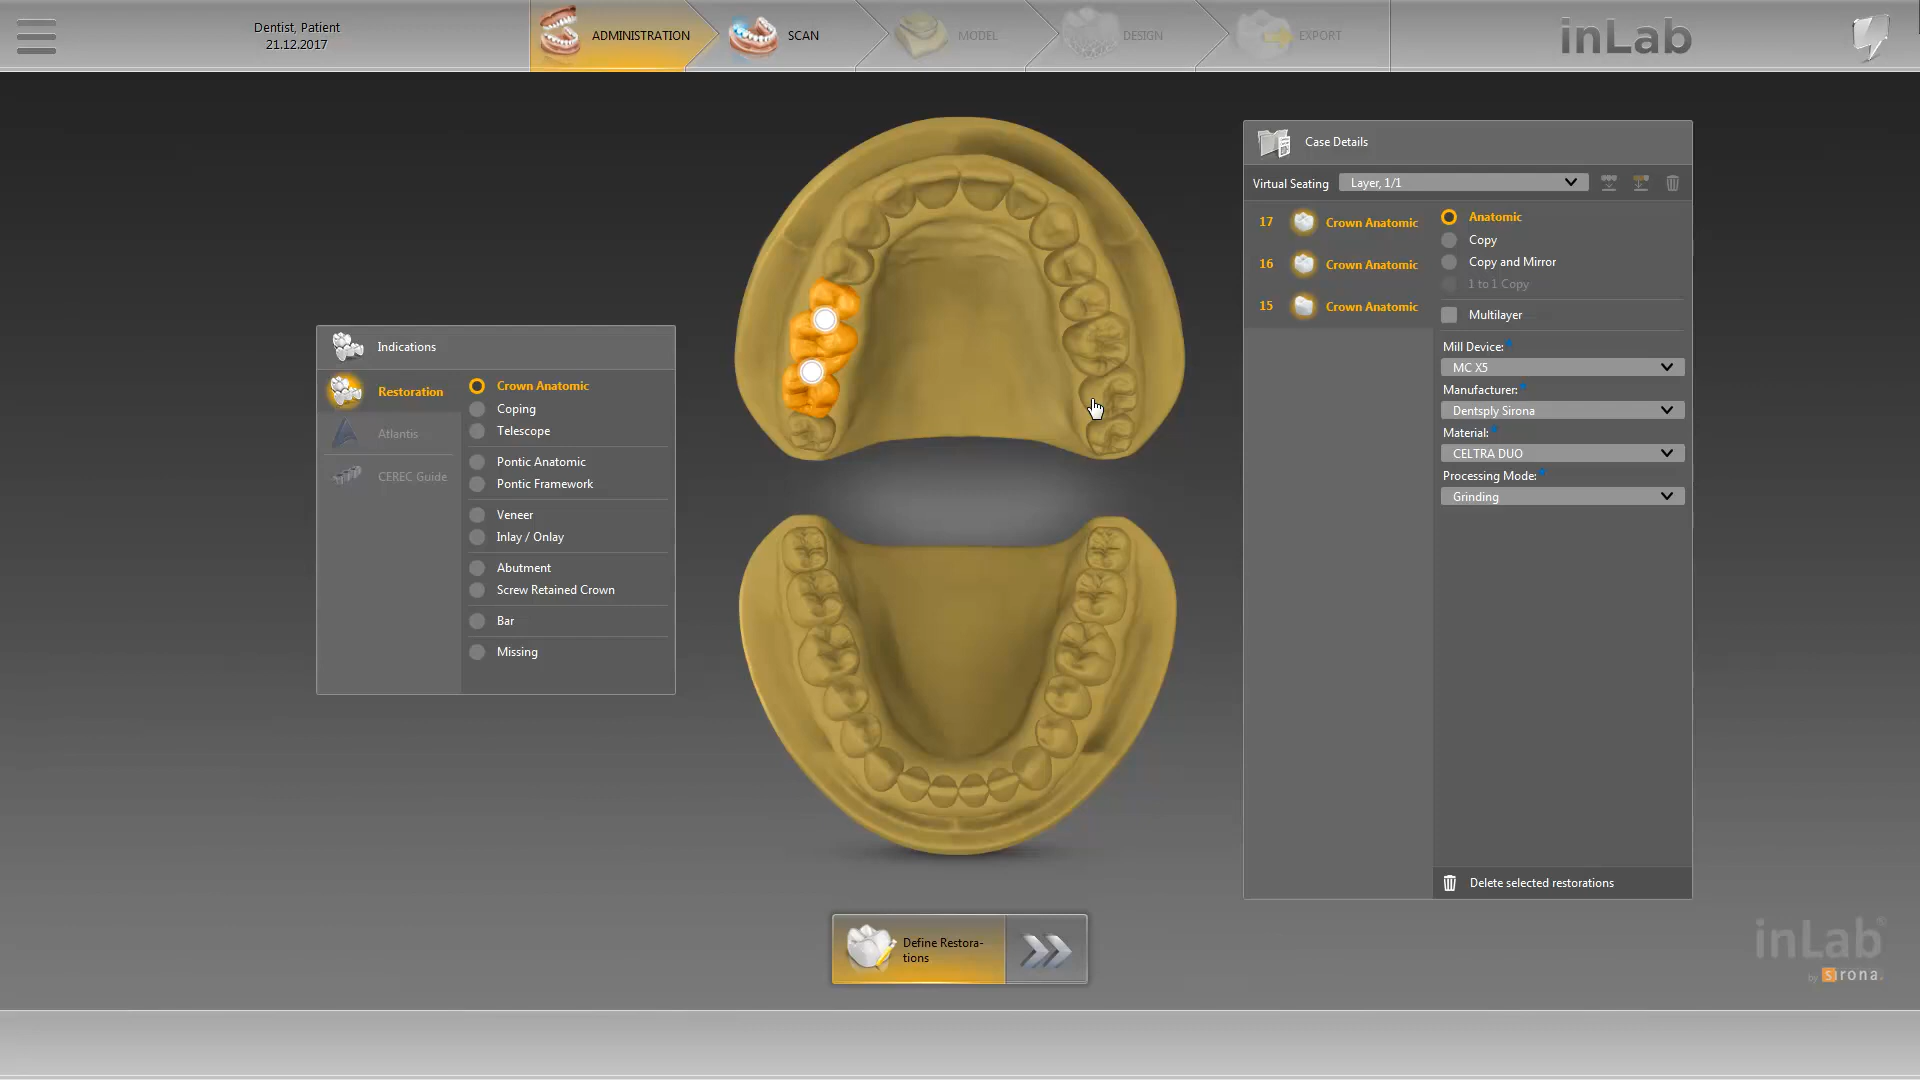 Dentist, Patient
21.12.2017
ADMINISTRATION
SCAN
MODEL
DESIGN
EXPORT
inLab
Indications
Restoration
Atlantis
CEREC Guide
Crown Anatomic
Coping
Telescope
Pontic Anatomic
Pontic Framework
Veneer
Inlay / Onlay
Abutment
Screw Retained Crown
Bar
Missing
Case Details
Virtual Seating
Layer, 1/1
17 Crown Anatomic
16 Crown Anatomic
15 Crown Anatomic
Anatomic
Copy
Copy and Mirror
1 to 1 Copy
Multilayer
Mill Device:*
MC X5
Manufacturer:*
Dentsply Sirona
Material:*
CELTRA DUO
Processing Mode:*
Grinding
Delete selected restorations
Define Restora-
tions
inLab®
by sirona.